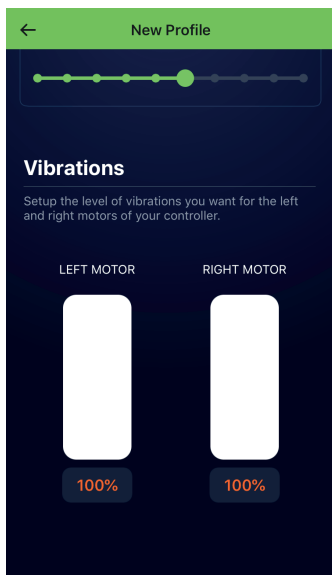 New Profile
Vibrations
Setup the level of vibrations you want for the left
and right motors of your controller.
LEFT MOTOR RIGHT MOTOR
100% 100%